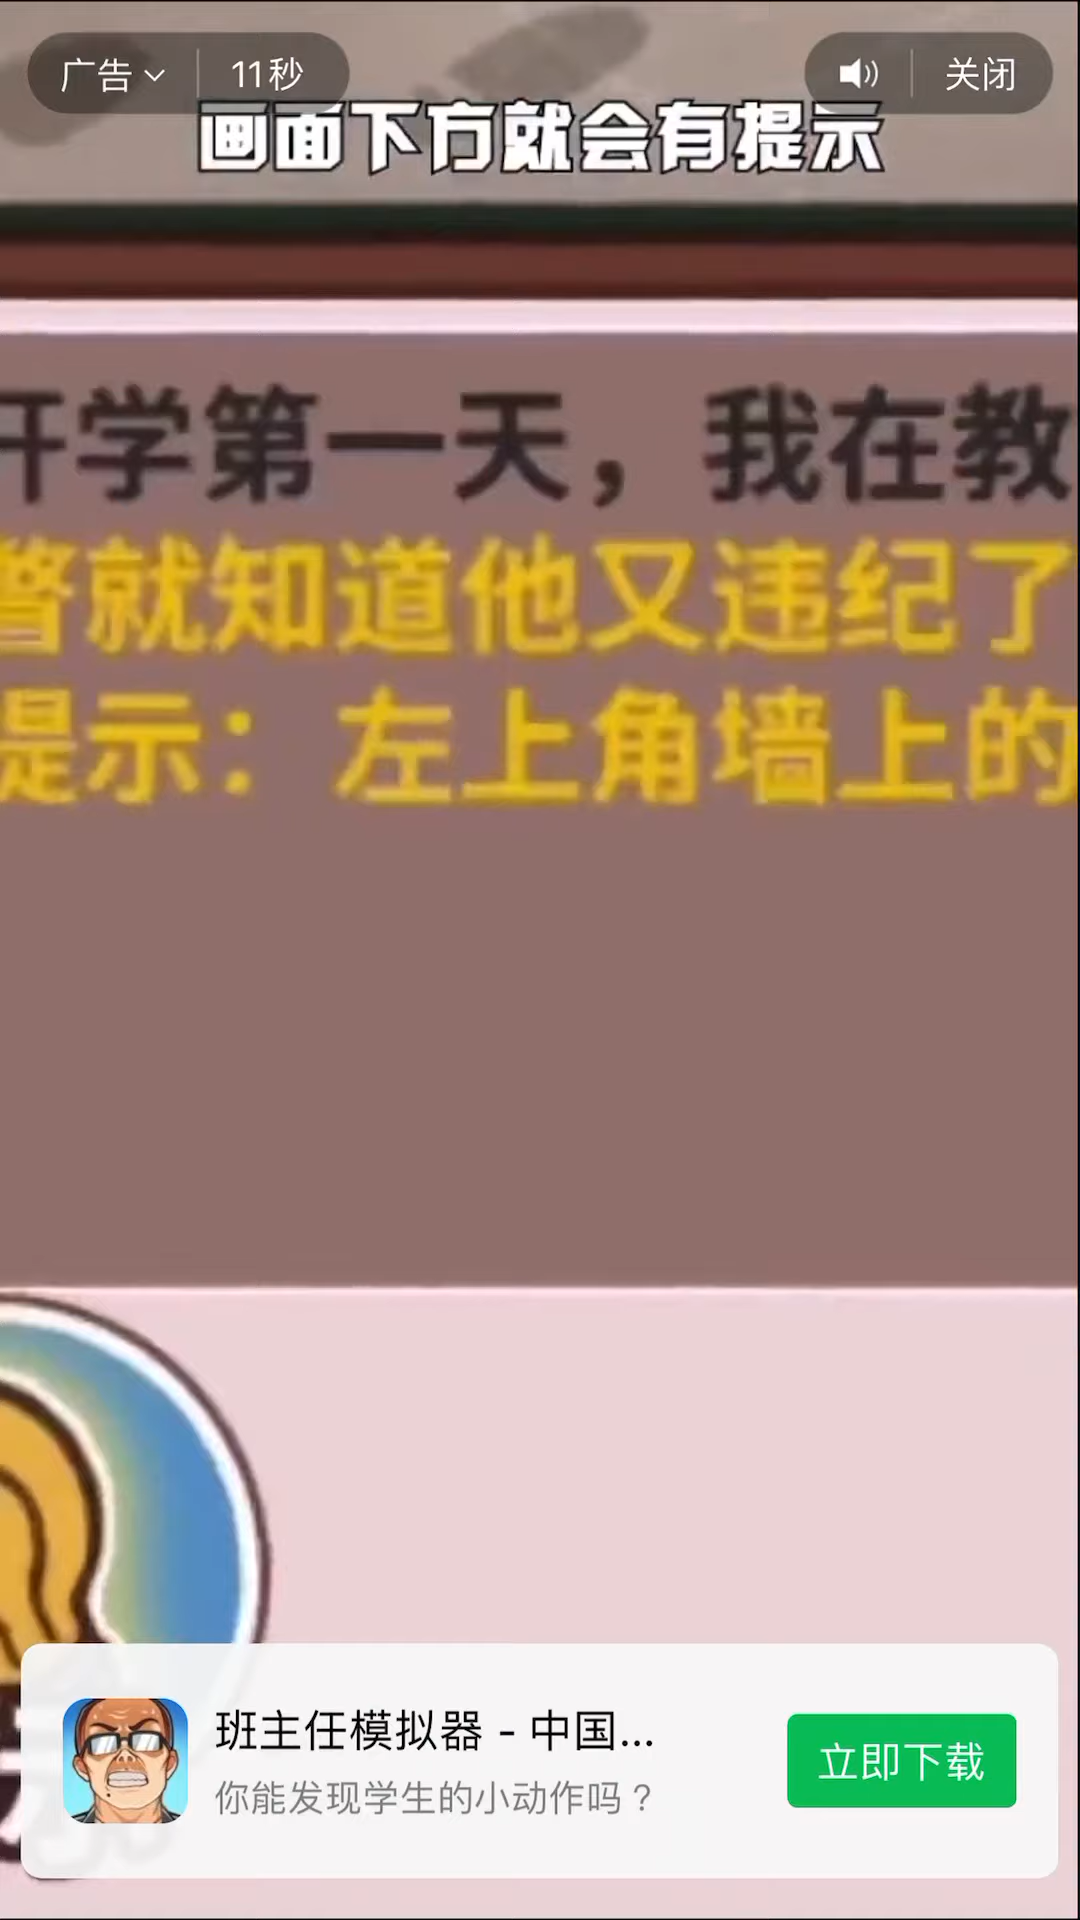 广告 11秒 关闭
画面下方就会有提示
开学第一天，我在教
督就知道他又违纪了
提示：左上角墙上的
班主任模拟器 - 中国...
你能发现学生的小动作吗？
立即下载